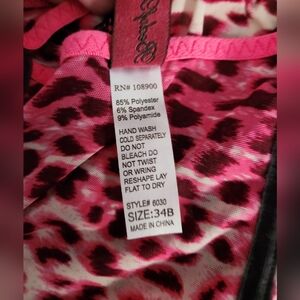 RN# 108900
85% Polyester
6% Spandex
9% Polyamide
HAND WASH
COLD SEPARATELY
DO NOT
BLEACH DO
NOT TWIST
OR WRING
RESHAPE LAY
FLAT TO DRY
STYLE# 6030
SIZE:34B
MADE IN CHINA